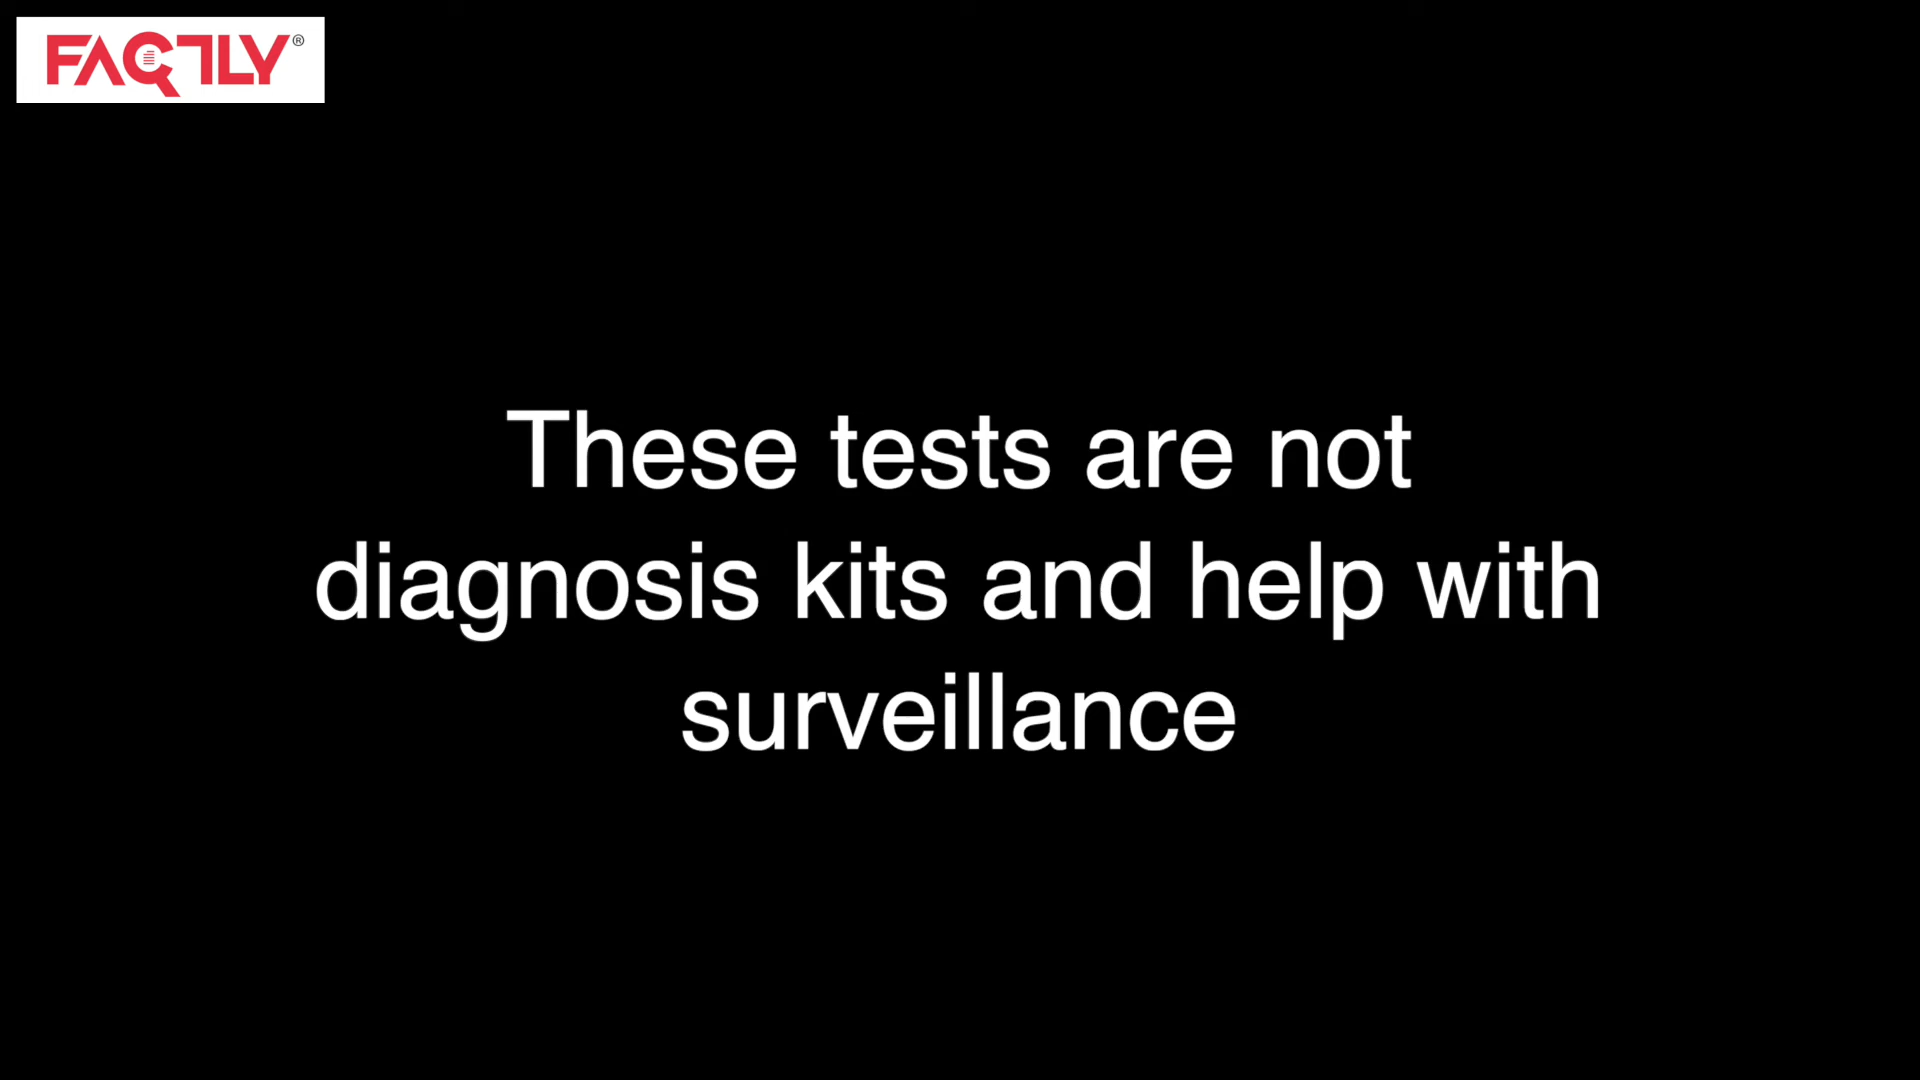 FACTLY®
These tests are not
diagnosis kits and help with
surveillance